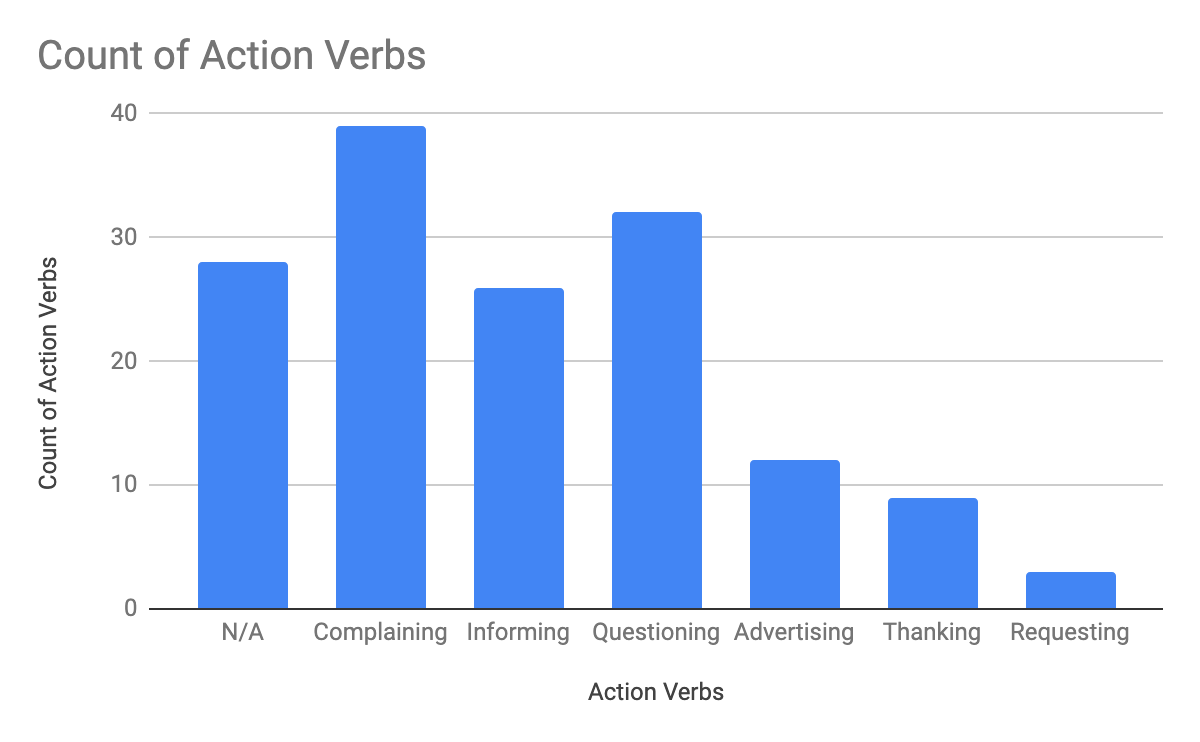 Count of Action Verbs
40
30
20
10
0
Count of Action Verbs
N/A Complaining Informing Questioning Advertising Thanking Requesting
Action Verbs